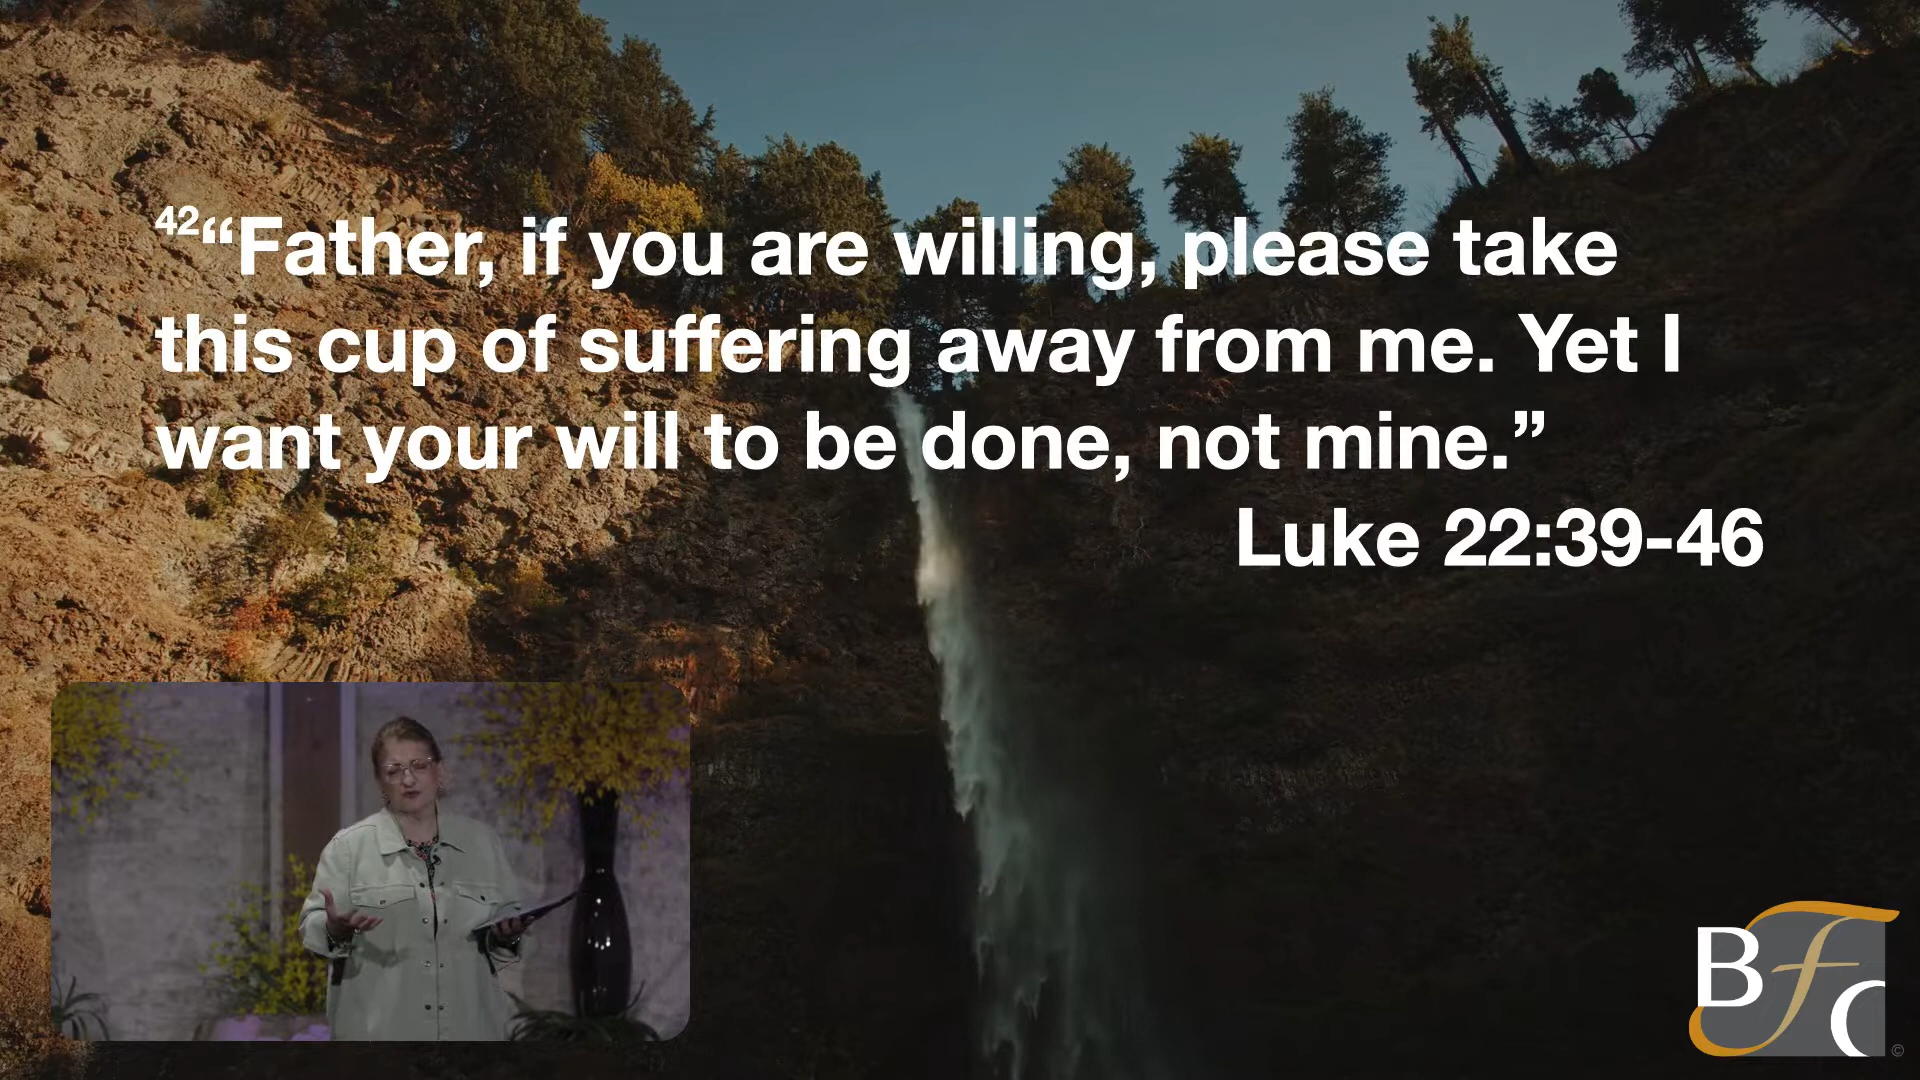 ⁴²“Father, if you are willing, please take
this cup of suffering away from me. Yet I
want your will to be done, not mine.”
Luke 22:39-46
BFC
©